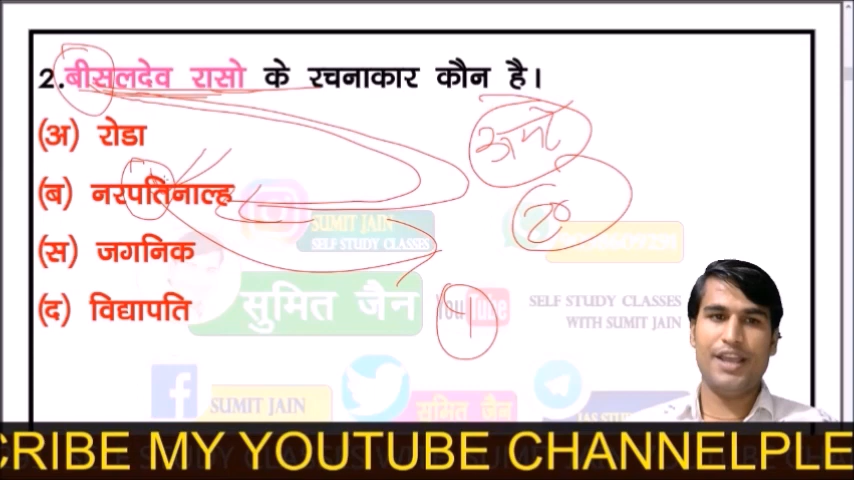 2.बीसलदेव रासो के रचनाकार कौन है।
(अ) रोडा
(ब) नरपतिनाल्ह
(स) जगनिक
(द) विद्यापति
SUMIT JAIN
SELF STUDY CLASSES
सुमित जैन
YouTube
SELF STUDY CLASSES
WITH SUMIT JAIN
SUMIT JAIN
सुमित जैन
CRIBE MY YOUTUBE CHANNELPLE